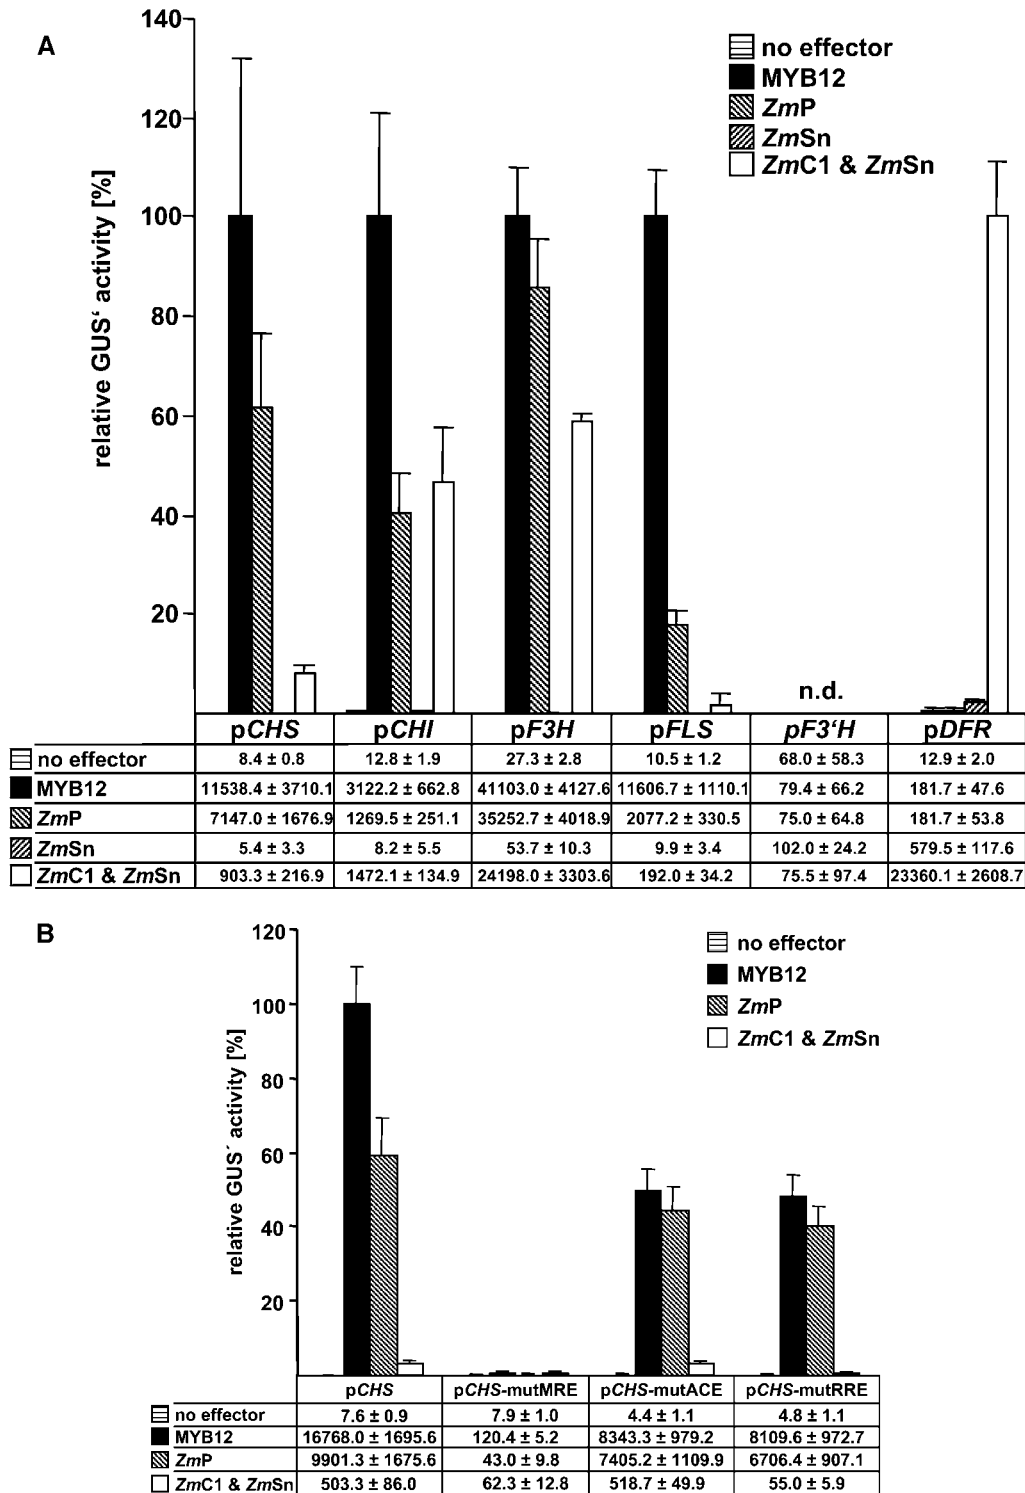 A
140
120
100
80
60
40
20
relative GUS' activity [%]
no effector
MYB12
ZmP
ZmSn
ZmC1 & ZmSn
n.d.
pCHS pCHI pF3H pFLS pF3'H pDFR
no effector 8.4 ± 0.8 12.8 ± 1.9 27.3 ± 2.8 10.5 ± 1.2 68.0 ± 58.3 12.9 ± 2.0
MYB12 11538.4 ± 3710.1 3122.2 ± 662.8 41103.0 ± 4127.6 11606.7 ± 1110.1 79.4 ± 66.2 181.7 ± 47.6
ZmP 7147.0 ± 1676.9 1269.5 ± 251.1 35252.7 ± 4018.9 2077.2 ± 330.5 75.0 ± 64.8 181.7 ± 53.8
ZmSn 5.4 ± 3.3 8.2 ± 5.5 53.7 ± 10.3 9.9 ± 3.4 102.0 ± 24.2 579.5 ± 117.6
ZmC1 & ZmSn 903.3 ± 216.9 1472.1 ± 134.9 24198.0 ± 3303.6 192.0 ± 34.2 75.5 ± 97.4 23360.1 ± 2608.7
B
120
100
80
60
40
20
relative GUS´ activity [%]
no effector
MYB12
ZmP
ZmC1 & ZmSn
pCHS pCHS-mutMRE pCHS-mutACE pCHS-mutRRE
no effector 7.6 ± 0.9 7.9 ± 1.0 4.4 ± 1.1 4.8 ± 1.1
MYB12 16768.0 ± 1695.6 120.4 ± 5.2 8343.3 ± 979.2 8109.6 ± 972.7
ZmP 9901.3 ± 1675.6 43.0 ± 9.8 7405.2 ± 1109.9 6706.4 ± 907.1
ZmC1 & ZmSn 503.3 ± 86.0 62.3 ± 12.8 518.7 ± 49.9 55.0 ± 5.9